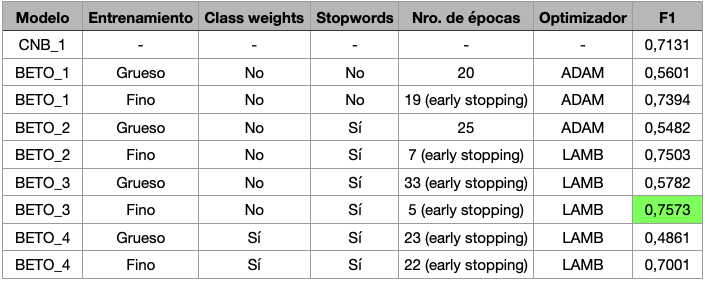 Modelo Entrenamiento Class weights Stopwords Nro. de épocas Optimizador F1
CNB_1 - - - - - 0,7131
BETO_1 Grueso No No 20 ADAM 0,5601
BETO_1 Fino No No 19 (early stopping) ADAM 0,7394
BETO_2 Grueso No Sí 25 ADAM 0,5482
BETO_2 Fino No Sí 7 (early stopping) LAMB 0,7503
BETO_3 Grueso No Sí 33 (early stopping) LAMB 0,5782
BETO_3 Fino No Sí 5 (early stopping) LAMB 0,7573
BETO_4 Grueso Sí Sí 23 (early stopping) LAMB 0,4861
BETO_4 Fino Sí Sí 22 (early stopping) LAMB 0,7001